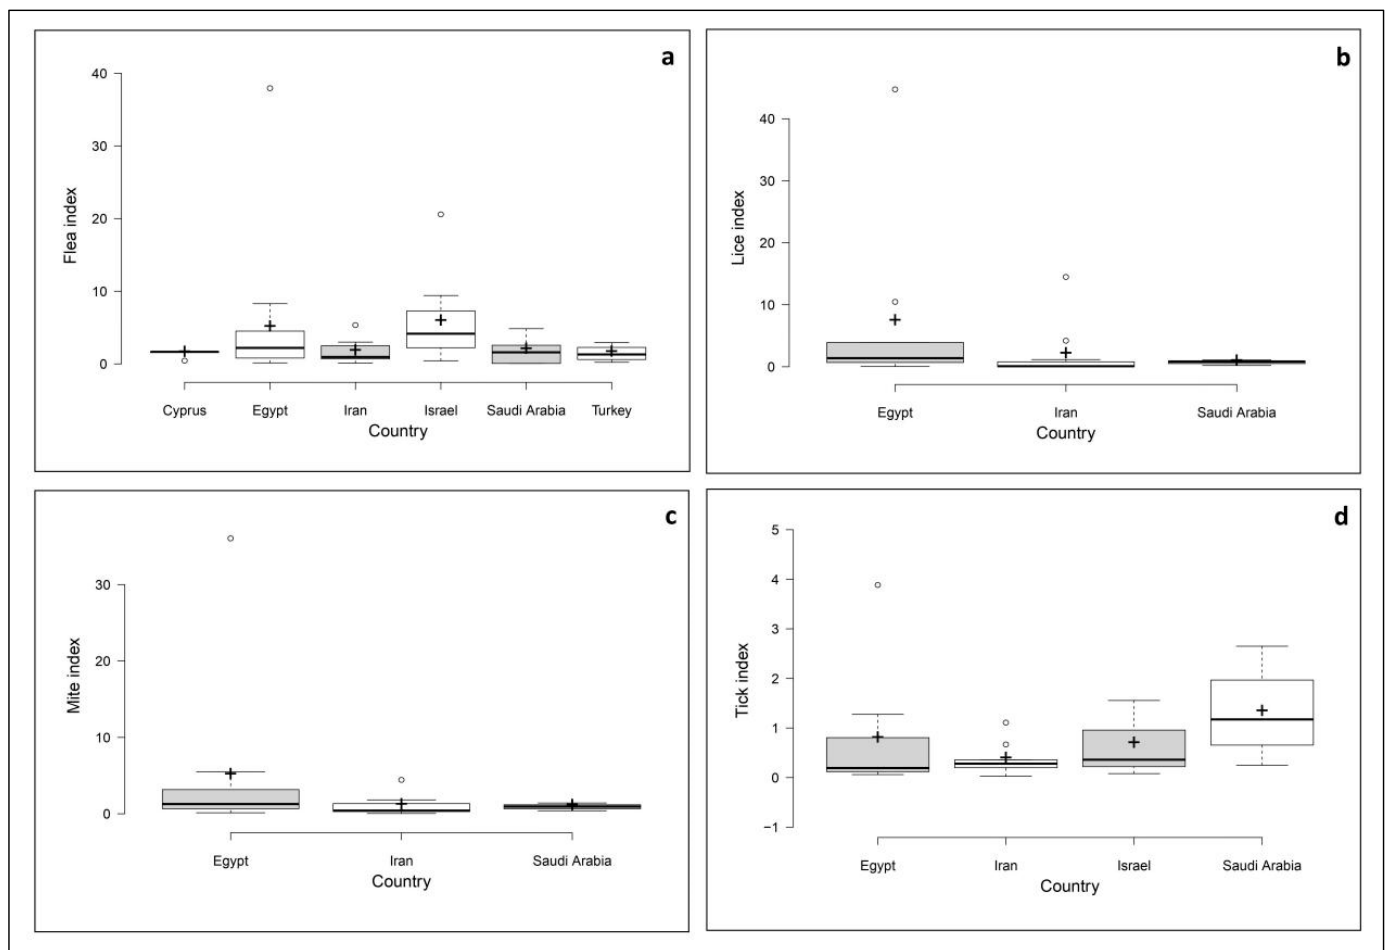 a
40
30
20
10
0
Flea index
Cyprus Egypt Iran Israel Saudi Arabia Turkey
Country
b
40
30
20
10
0
Lice index
Egypt Iran Saudi Arabia
Country
c
30
20
10
0
Mite index
Egypt Iran Saudi Arabia
Country
d
5
4
3
2
1
0
−1
Tick index
Egypt Iran Israel Saudi Arabia
Country